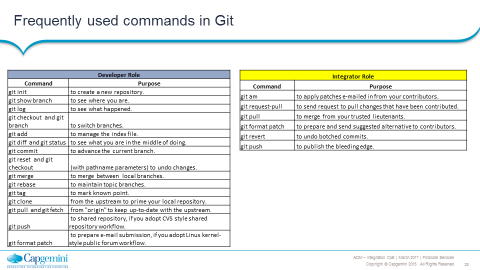 Frequently used commands in Git
Developer Role
Command Purpose
git init to create a new repository.
git show branch to see where you are.
git log to see what happened.
git checkout and git
branch to switch branches.
git add to manage the index file.
git diff and git status to see what you are in the middle of doing.
git commit to advance the current branch.
git reset and git
checkout (with pathname parameters) to undo changes.
git merge to merge between local branches.
git rebase to maintain topic branches.
git tag to mark known point.
git clone from the upstream to prime your local repository.
git pull and git fetch from "origin" to keep up-to-date with the upstream.
to shared repository, if you adopt CVS style shared
git push repository workflow.
to prepare e-mail submission, if you adopt Linux kernel-
git format patch style public forum workflow.
Integrator Role
Command Purpose
git am to apply patches e-mailed in from your contributors.
git request-pull to send request to pull changes that have been contributed.
git pull to merge from your trusted lieutenants.
git format patch to prepare and send suggested alternative to contributors.
git revert to undo botched commits.
git push to publish the bleeding edge.
Capgemini
CONSULTING.TECHNOLOGY.OUTSOURCING
Financial Services
Copyright © Capgemini 2015. All Rights Reserved